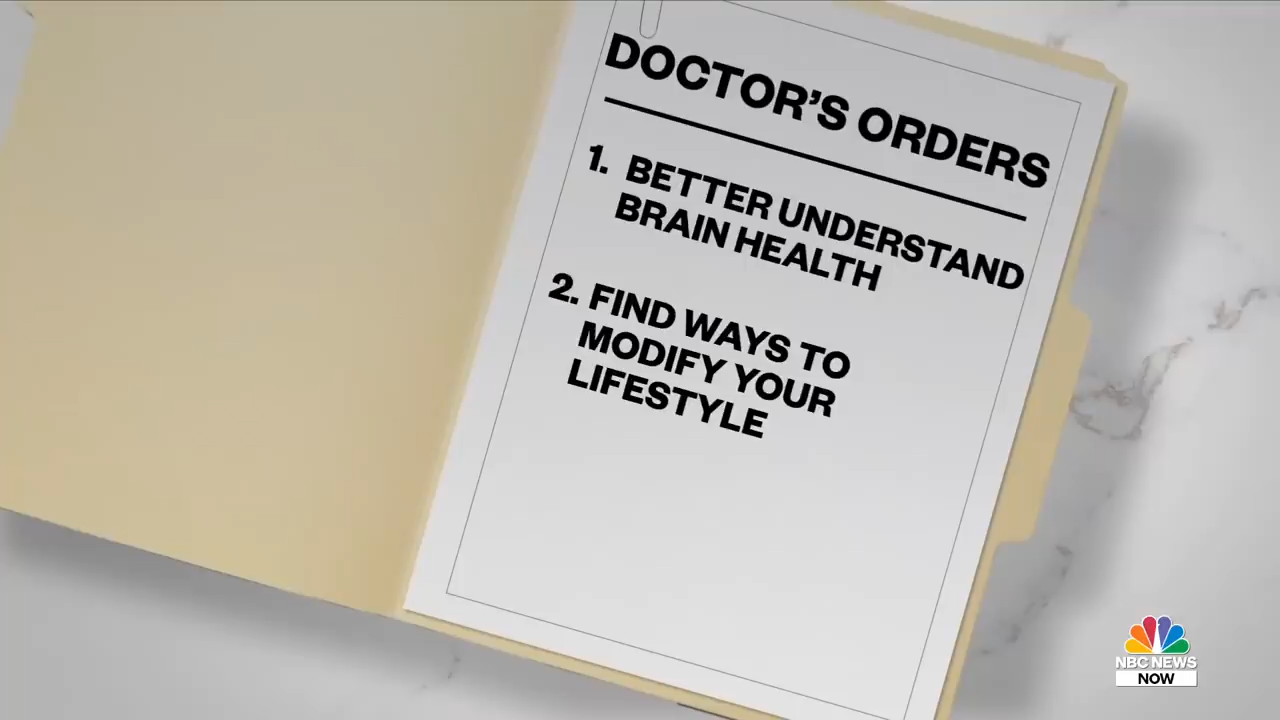 DOCTOR'S ORDERS
1. BETTER UNDERSTAND
BRAIN HEALTH
2. FIND WAYS TO
MODIFY YOUR
LIFESTYLE
NBC NEWS
NOW